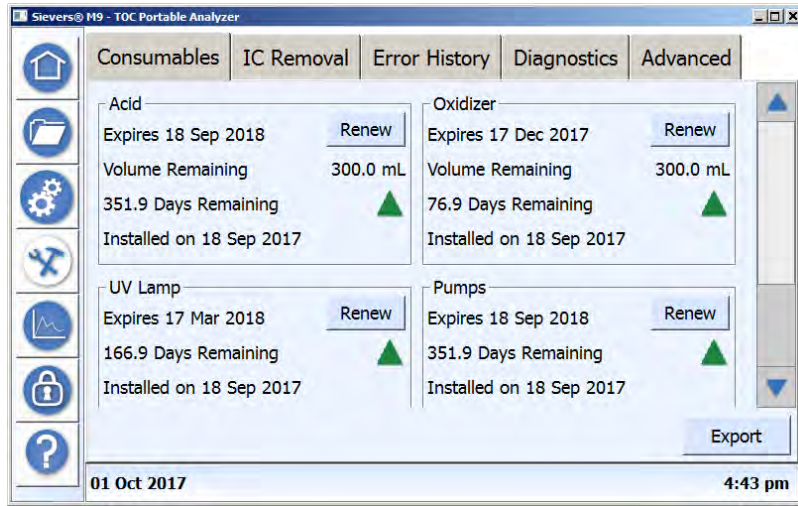 Sievers® M9 - TOC Portable Analyzer
Consumables IC Removal Error History Diagnostics Advanced
Acid
Expires 18 Sep 2018 Renew
Volume Remaining 300.0 mL
351.9 Days Remaining
Installed on 18 Sep 2017
Oxidizer
Expires 17 Dec 2017 Renew
Volume Remaining 300.0 mL
76.9 Days Remaining
Installed on 18 Sep 2017
UV Lamp
Expires 17 Mar 2018 Renew
166.9 Days Remaining
Installed on 18 Sep 2017
Pumps
Expires 18 Sep 2018 Renew
351.9 Days Remaining
Installed on 18 Sep 2017
Export
01 Oct 2017 4:43 pm